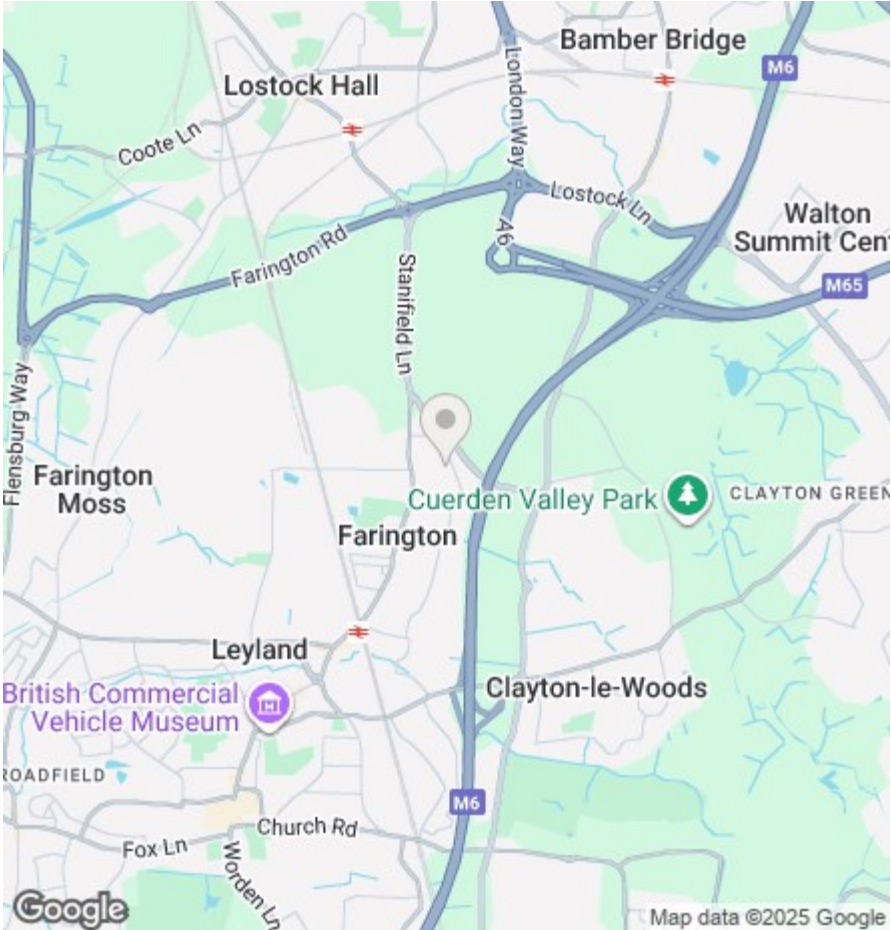 Bamber Bridge
M6
Lostock Hall
London Way
Coote Ln
Lostock Ln
Walton
Summit Cent
A6
Farington Rd
M65
Stanifield Ln
Flensburg Way
Farington
Moss
Cuerden Valley Park
CLAYTON GREEN
Farington
Leyland
Clayton-le-Woods
British Commercial
Vehicle Museum
ROADFIELD
M6
Church Rd
Fox Ln
Worden Ln
Google
Map data ©2025 Google